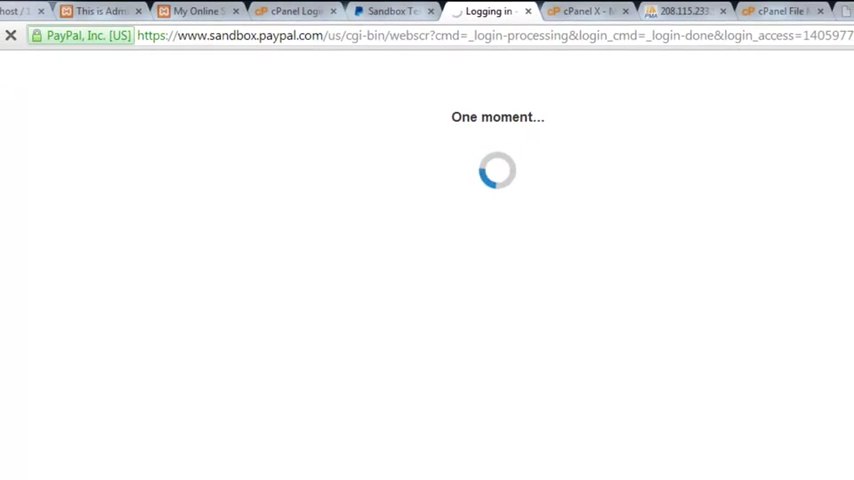 host / 1
This is Adm
My Online S
cPanel Logi
Sandbox Te
Logging in -
cPanel X - M
208.115.233.
cPanel File M
PayPal, Inc. [US]
https://www.sandbox.paypal.com/us/cgi-bin/webscr?cmd=_login-processing&login_cmd=_login-done&login_access=1405977
One moment...